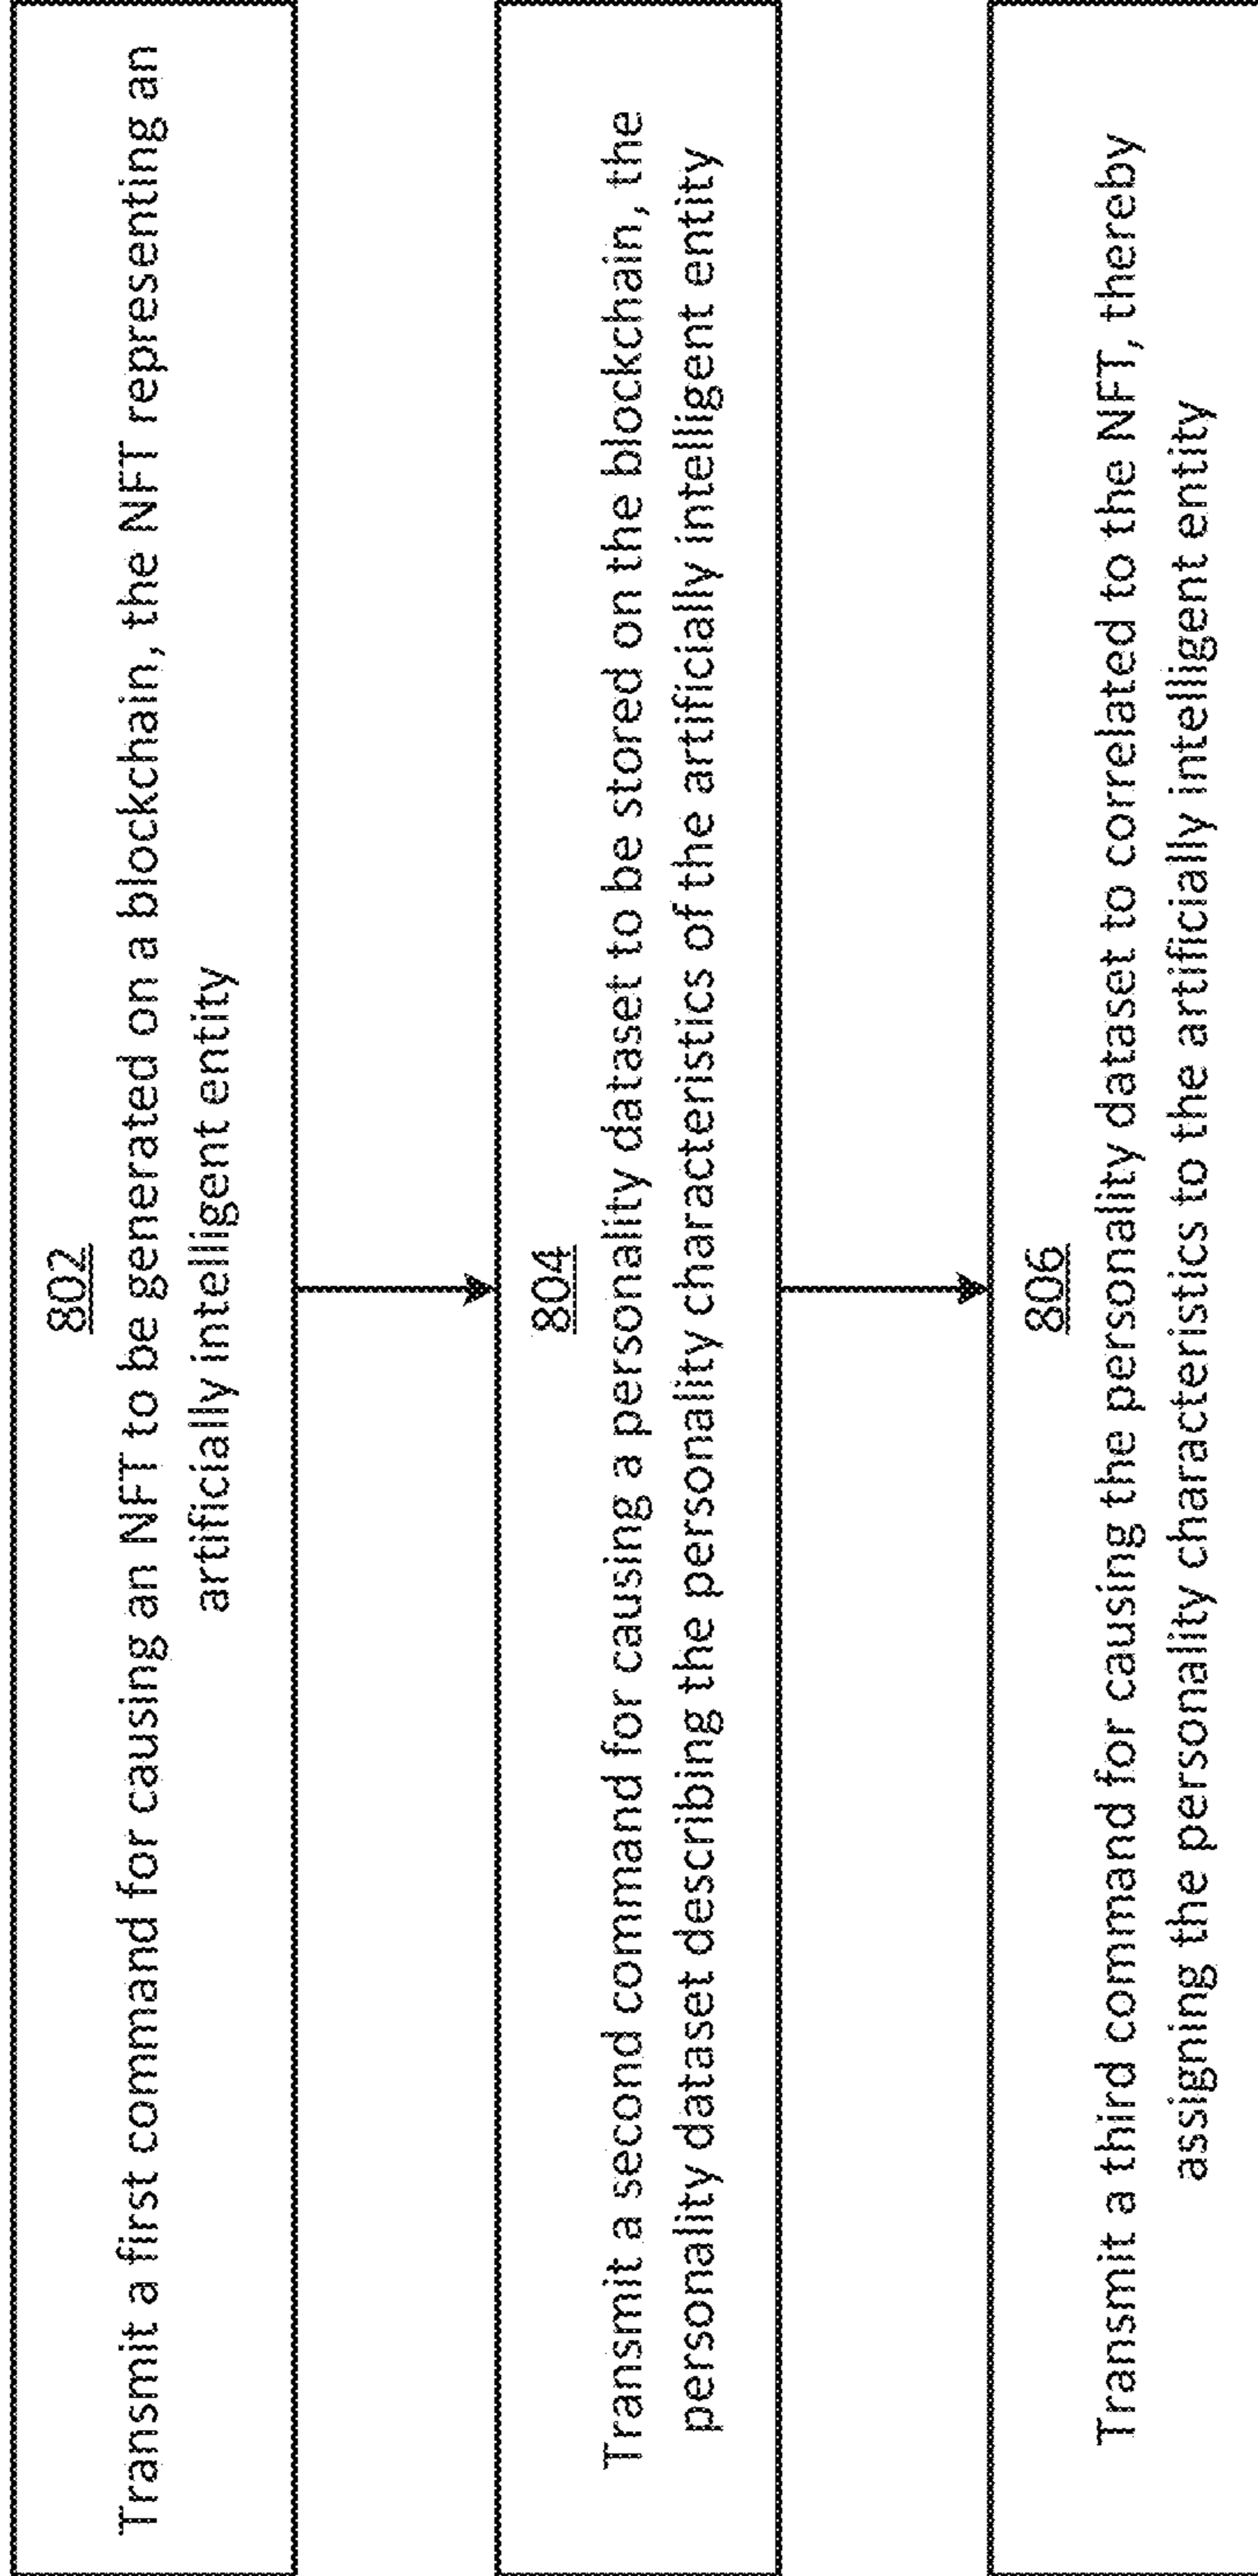 802
Transmit a first command for causing an NFT to be generated on a blockchain, the NFT representing an
artificially intelligent entity
804
Transmit a second command for causing a personality dataset to be stored on the blockchain, the
personality dataset describing the personality characteristics of the artificially intelligent entity
806
Transmit a third command for causing the personality dataset to correlated to the NFT, thereby
assigning the personality characteristics to the artificially intelligent entity